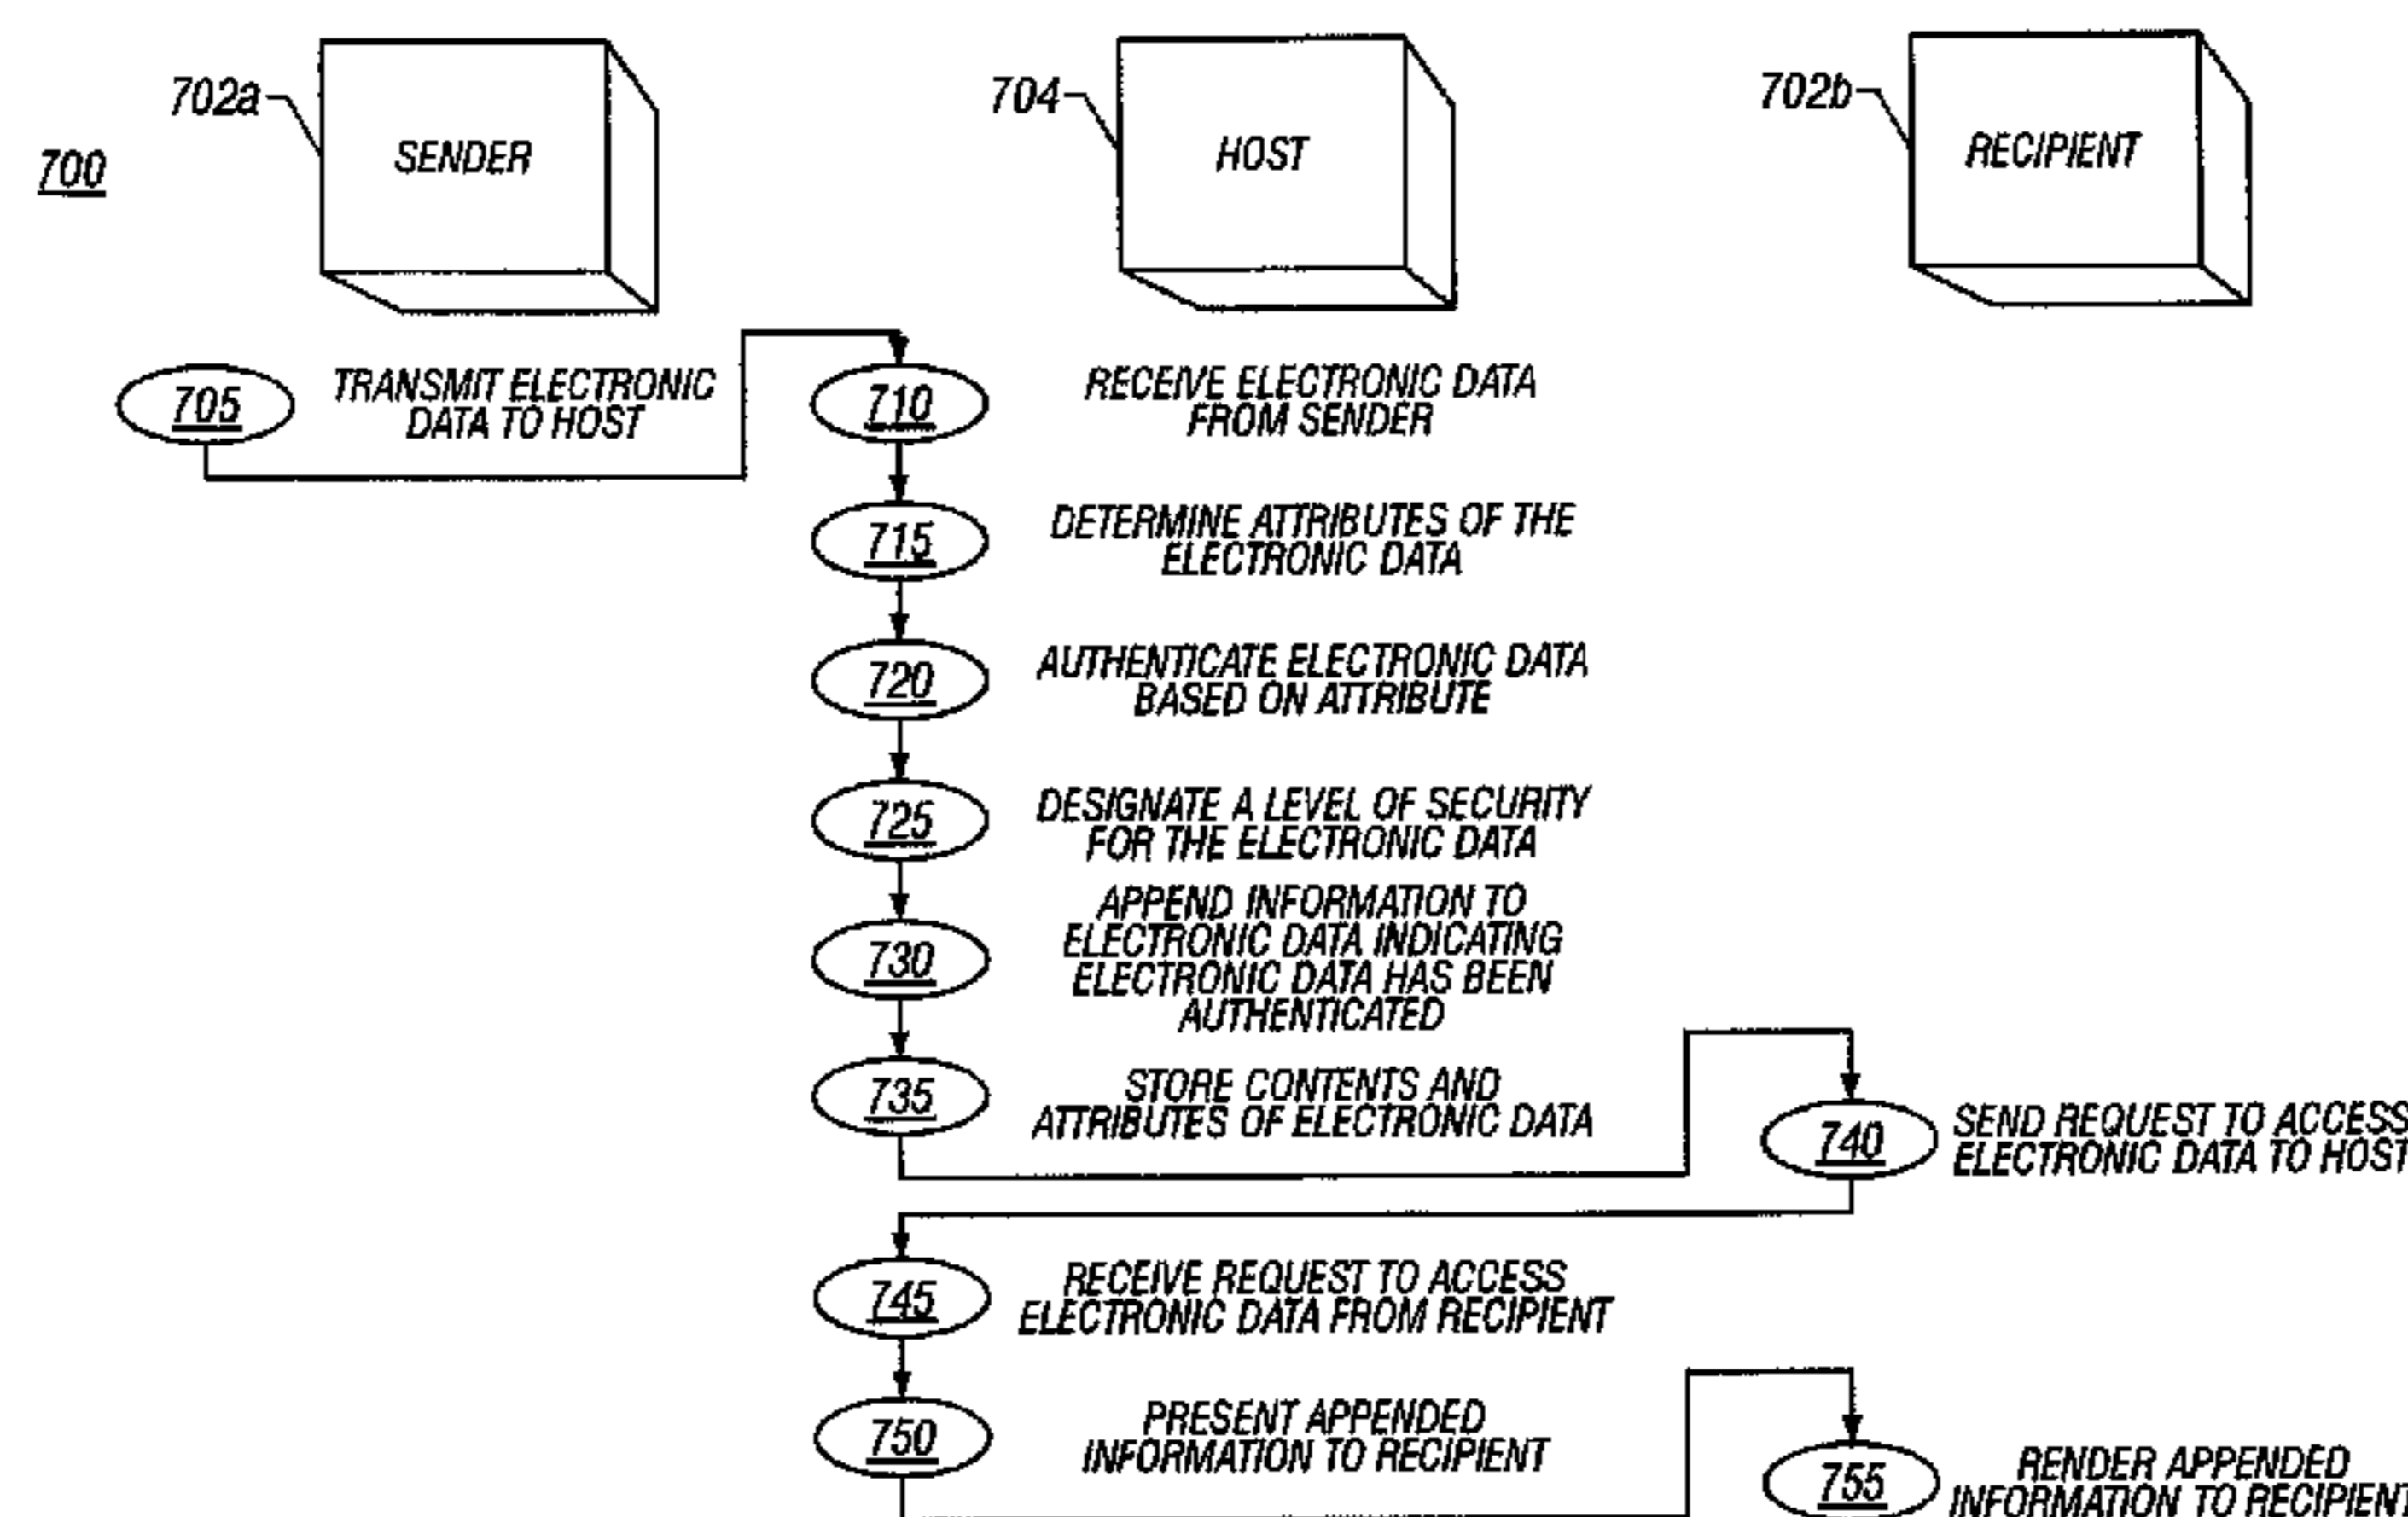 700
702a
SENDER
704
HOST
702b
RECIPIENT
705
TRANSMIT ELECTRONIC
DATA TO HOST
710
RECEIVE ELECTRONIC DATA
FROM SENDER
715
DETERMINE ATTRIBUTES OF THE
ELECTRONIC DATA
720
AUTHENTICATE ELECTRONIC DATA
BASED ON ATTRIBUTE
725
DESIGNATE A LEVEL OF SECURITY
FOR THE ELECTRONIC DATA
730
APPEND INFORMATION TO
ELECTRONIC DATA INDICATING
ELECTRONIC DATA HAS BEEN
AUTHENTICATED
735
STORE CONTENTS AND
ATTRIBUTES OF ELECTRONIC DATA
740
SEND REQUEST TO ACCESS
ELECTRONIC DATA TO HOST
745
RECEIVE REQUEST TO ACCESS
ELECTRONIC DATA FROM RECIPIENT
750
PRESENT APPENDED
INFORMATION TO RECIPIENT
755
RENDER APPENDED
INFORMATION TO RECIPIENT